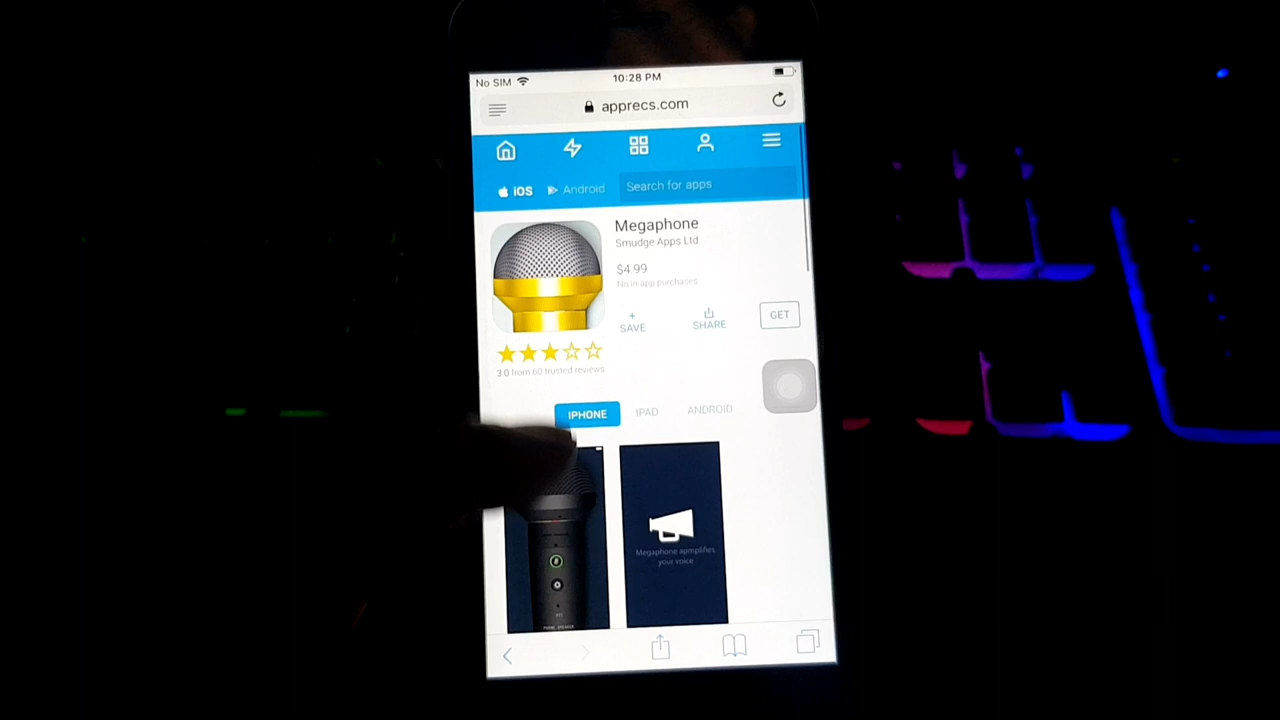 No SIM 10:28 PM
apprecs.com
iOS Android Search for apps
Megaphone
Smudge Apps Ltd
$4.99
No in-app purchases
+ SAVE SHARE GET
3.0 from 60 trusted reviews
IPHONE IPAD ANDROID
Megaphone apmplifies
your voice